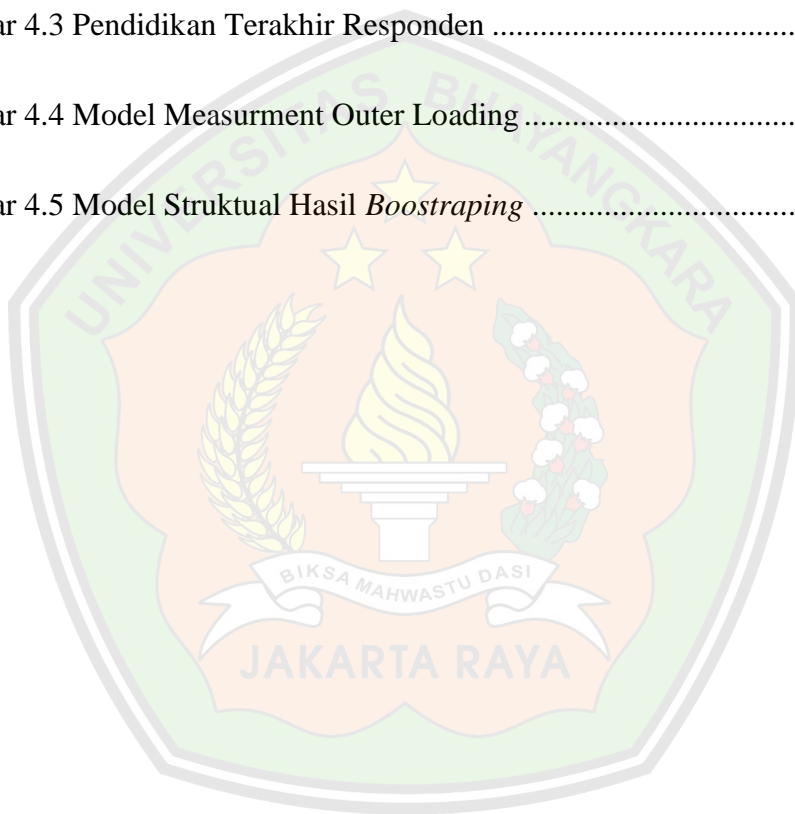 ar 4.3 Pendidikan Terakhir Responden ......................................
ar 4.4 Model Measurment Outer Loading ..................................
ar 4.5 Model Struktual Hasil Boostraping .................................
UNIVERSITAS BHAYANGKARA
BIKSA MAHWASTU DASI
JAKARTA RAYA